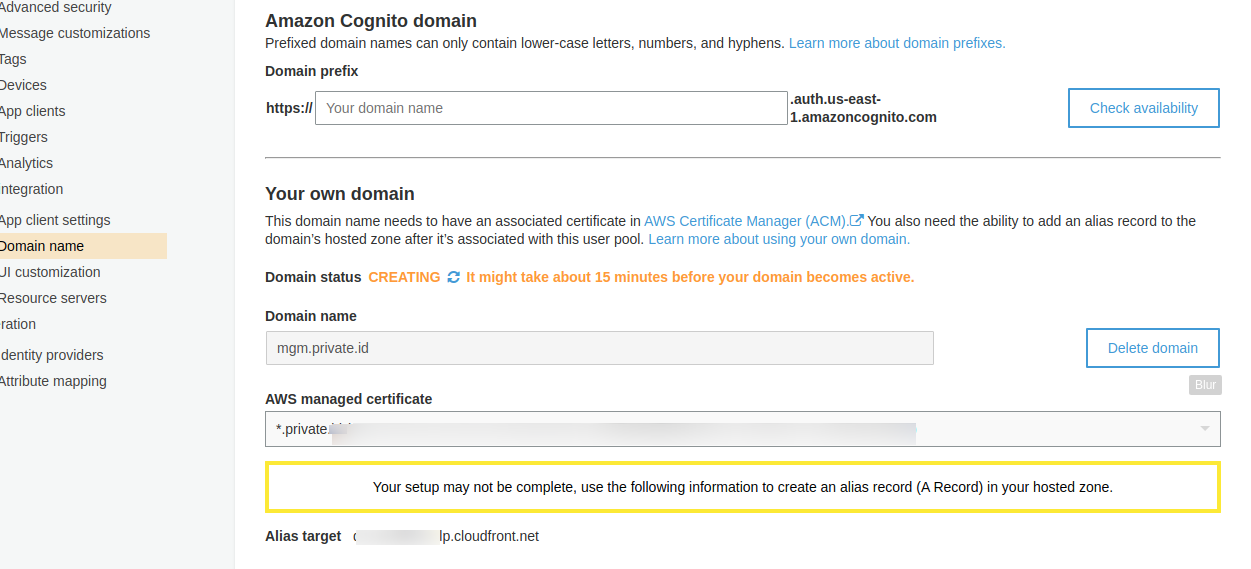 Advanced security
Message customizations
Tags
Devices
App clients
Triggers
Analytics
integration
App client settings
Domain name
UI customization
Resource servers
ration
Identity providers
Attribute mapping
Amazon Cognito domain
Prefixed domain names can only contain lower-case letters, numbers, and hyphens. Learn more about domain prefixes.
Domain prefix
https:// Your domain name .auth.us-east-
1.amazoncognito.com
Check availability
Your own domain
This domain name needs to have an associated certificate in AWS Certificate Manager (ACM). You also need the ability to add an alias record to the
domain's hosted zone after it's associated with this user pool. Learn more about using your own domain.
Domain status CREATING It might take about 15 minutes before your domain becomes active.
Domain name
mgm.private.id
Delete domain
Blur
AWS managed certificate
*.private.
Your setup may not be complete, use the following information to create an alias record (A Record) in your hosted zone.
Alias target lp.cloudfront.net